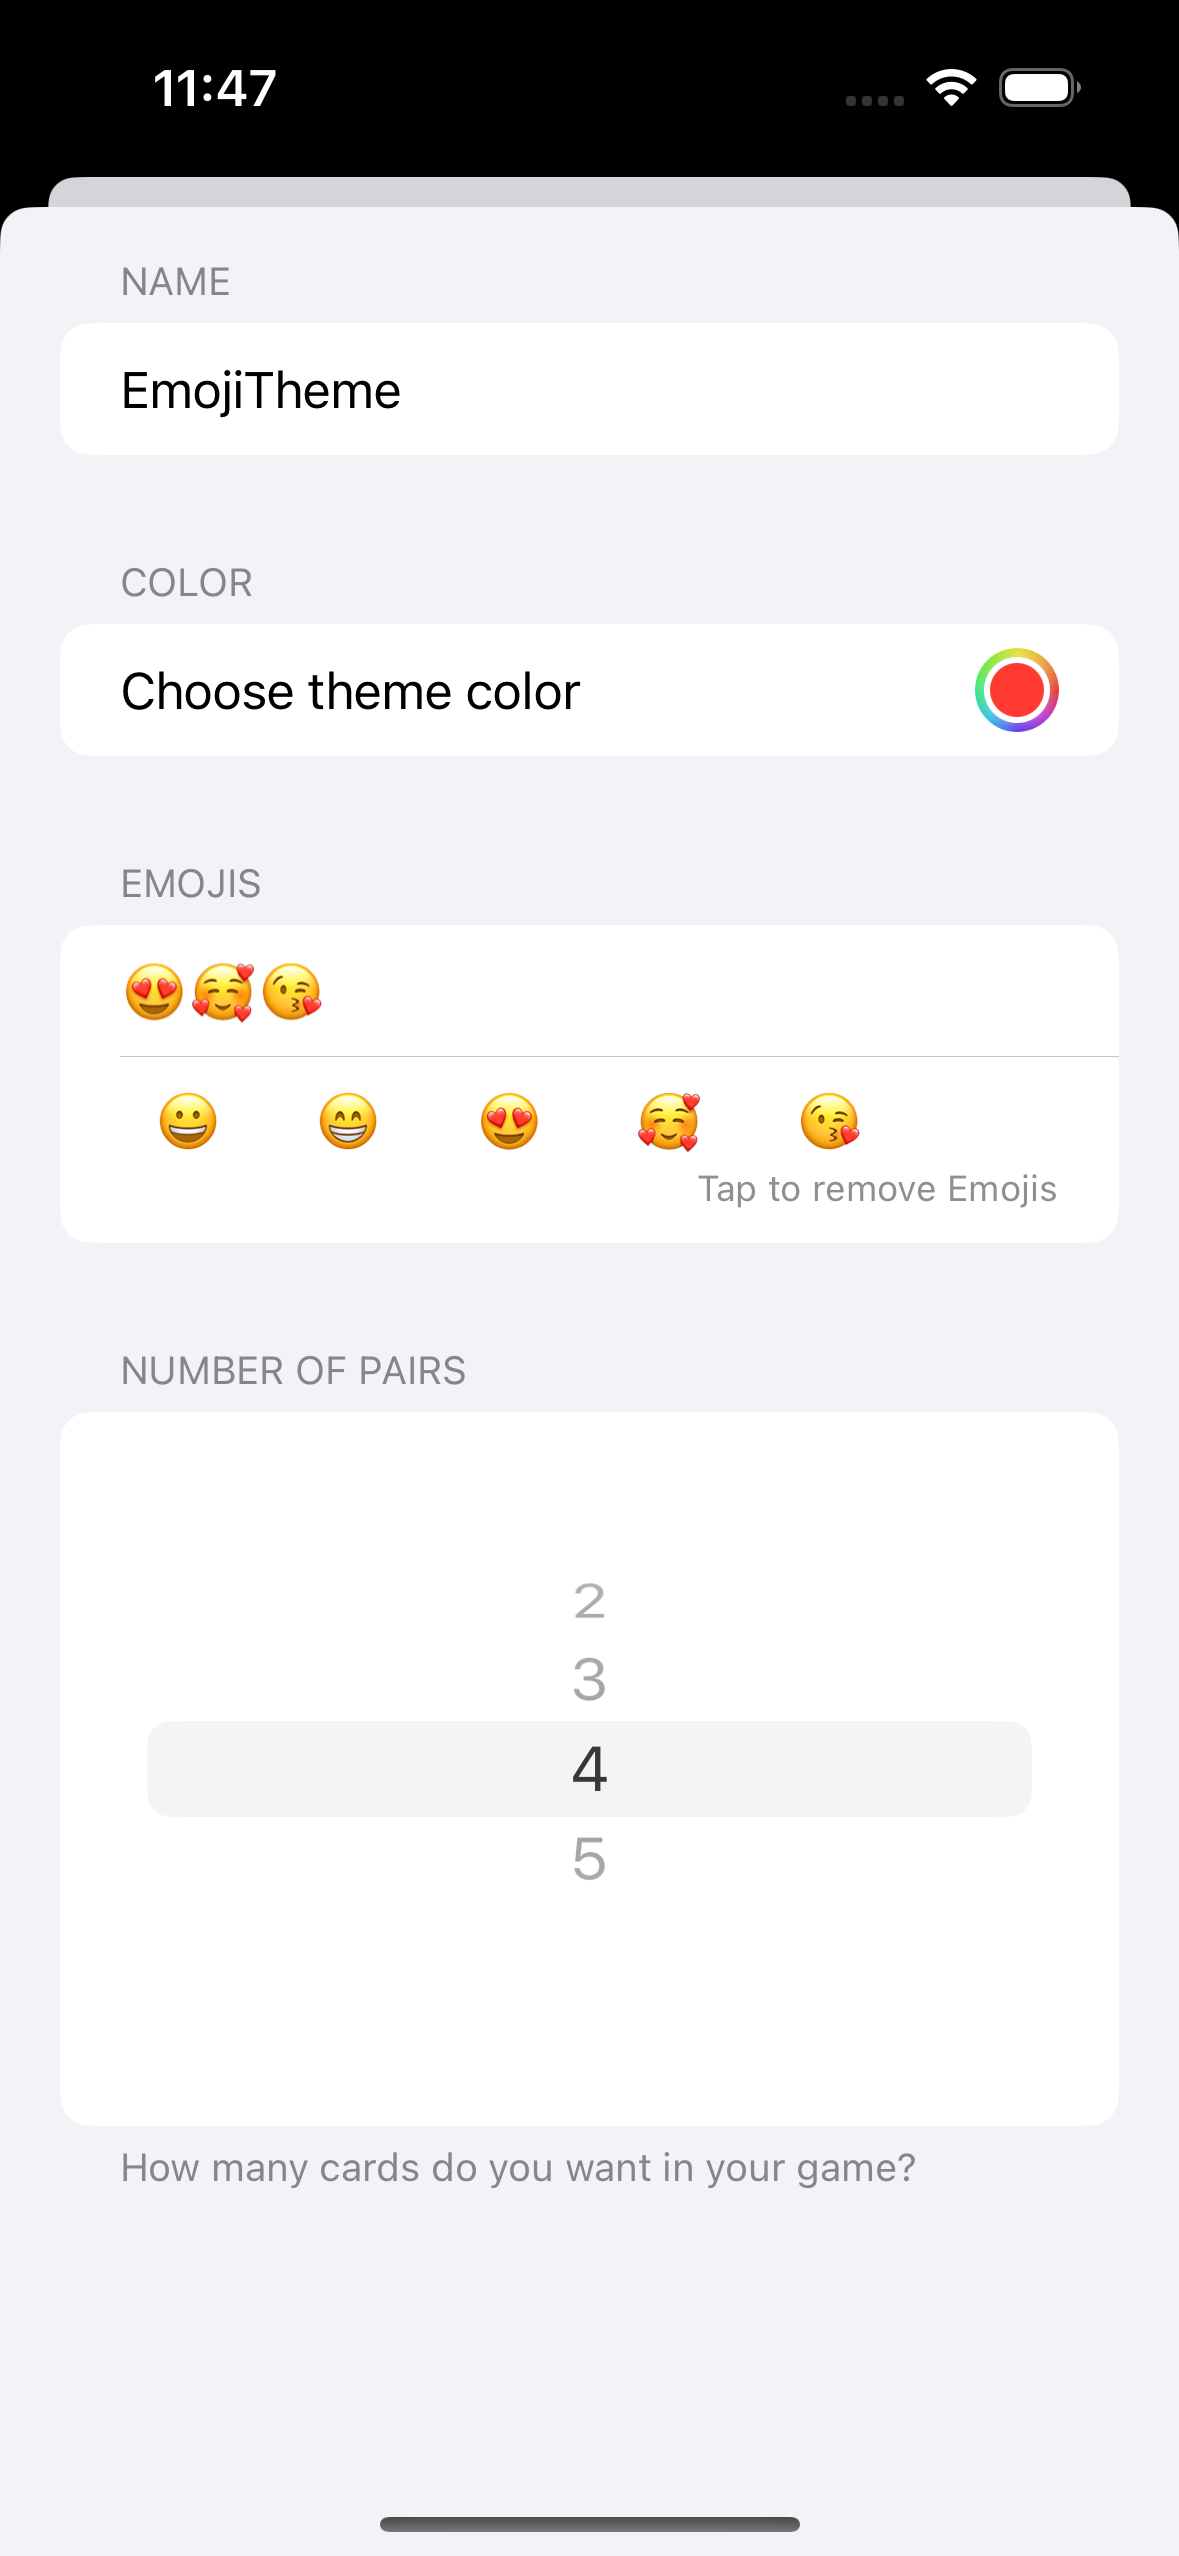 11:47
NAME
EmojiTheme
COLOR
Choose theme color
EMOJIS
😍🥰😘
😀 😁 😍 🥰 😘
Tap to remove Emojis
NUMBER OF PAIRS
2
3
4
5
How many cards do you want in your game?